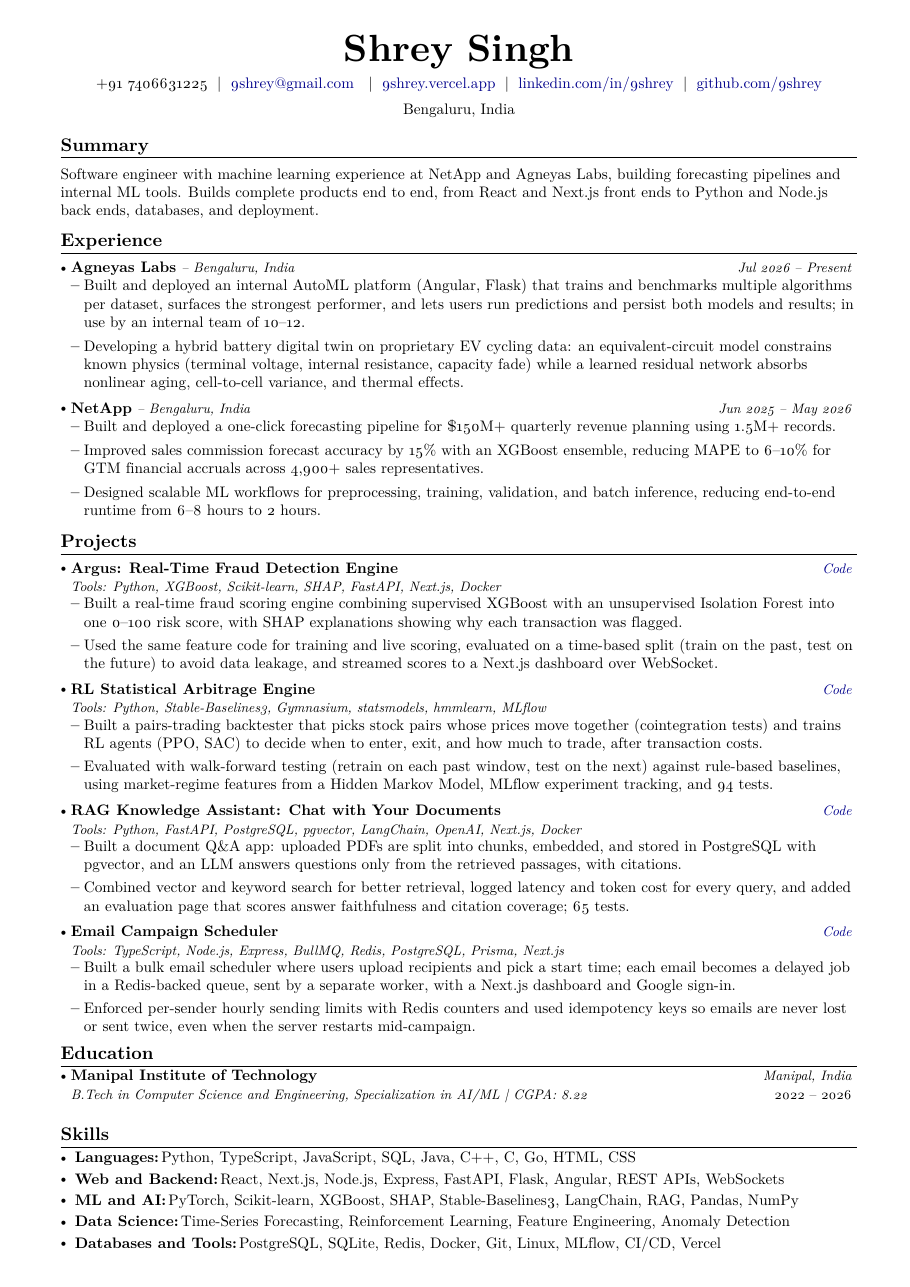 Shrey Singh
+91 7406631225 | 9shrey@gmail.com | 9shrey.vercel.app | linkedin.com/in/9shrey | github.com/9shrey
Bengaluru, India
Summary
Software engineer with machine learning experience at NetApp and Agneyas Labs, building forecasting pipelines and
internal ML tools. Builds complete products end to end, from React and Next.js front ends to Python and Node.js
back ends, databases, and deployment.
Experience
• Agneyas Labs – Bengaluru, India Jul 2026 – Present
– Built and deployed an internal AutoML platform (Angular, Flask) that trains and benchmarks multiple algorithms
per dataset, surfaces the strongest performer, and lets users run predictions and persist both models and results; in
use by an internal team of 10–12.
– Developing a hybrid battery digital twin on proprietary EV cycling data: an equivalent-circuit model constrains
known physics (terminal voltage, internal resistance, capacity fade) while a learned residual network absorbs
nonlinear aging, cell-to-cell variance, and thermal effects.
• NetApp – Bengaluru, India Jun 2025 – May 2026
– Built and deployed a one-click forecasting pipeline for $150M+ quarterly revenue planning using 1.5M+ records.
– Improved sales commission forecast accuracy by 15% with an XGBoost ensemble, reducing MAPE to 6–10% for
GTM financial accruals across 4,900+ sales representatives.
– Designed scalable ML workflows for preprocessing, training, validation, and batch inference, reducing end-to-end
runtime from 6–8 hours to 2 hours.
Projects
• Argus: Real-Time Fraud Detection Engine Code
Tools: Python, XGBoost, Scikit-learn, SHAP, FastAPI, Next.js, Docker
– Built a real-time fraud scoring engine combining supervised XGBoost with an unsupervised Isolation Forest into
one 0–100 risk score, with SHAP explanations showing why each transaction was flagged.
– Used the same feature code for training and live scoring, evaluated on a time-based split (train on the past, test on
the future) to avoid data leakage, and streamed scores to a Next.js dashboard over WebSocket.
• RL Statistical Arbitrage Engine Code
Tools: Python, Stable-Baselines3, Gymnasium, statsmodels, hmmlearn, MLflow
– Built a pairs-trading backtester that picks stock pairs whose prices move together (cointegration tests) and trains
RL agents (PPO, SAC) to decide when to enter, exit, and how much to trade, after transaction costs.
– Evaluated with walk-forward testing (retrain on each past window, test on the next) against rule-based baselines,
using market-regime features from a Hidden Markov Model, MLflow experiment tracking, and 94 tests.
• RAG Knowledge Assistant: Chat with Your Documents Code
Tools: Python, FastAPI, PostgreSQL, pgvector, LangChain, OpenAI, Next.js, Docker
– Built a document Q&A app: uploaded PDFs are split into chunks, embedded, and stored in PostgreSQL with
pgvector, and an LLM answers questions only from the retrieved passages, with citations.
– Combined vector and keyword search for better retrieval, logged latency and token cost for every query, and added
an evaluation page that scores answer faithfulness and citation coverage; 65 tests.
• Email Campaign Scheduler Code
Tools: TypeScript, Node.js, Express, BullMQ, Redis, PostgreSQL, Prisma, Next.js
– Built a bulk email scheduler where users upload recipients and pick a start time; each email becomes a delayed job
in a Redis-backed queue, sent by a separate worker, with a Next.js dashboard and Google sign-in.
– Enforced per-sender hourly sending limits with Redis counters and used idempotency keys so emails are never lost
or sent twice, even when the server restarts mid-campaign.
Education
• Manipal Institute of Technology Manipal, India
B.Tech in Computer Science and Engineering, Specialization in AI/ML | CGPA: 8.22 2022 – 2026
Skills
• Languages: Python, TypeScript, JavaScript, SQL, Java, C++, C, Go, HTML, CSS
• Web and Backend: React, Next.js, Node.js, Express, FastAPI, Flask, Angular, REST APIs, WebSockets
• ML and AI: PyTorch, Scikit-learn, XGBoost, SHAP, Stable-Baselines3, LangChain, RAG, Pandas, NumPy
• Data Science: Time-Series Forecasting, Reinforcement Learning, Feature Engineering, Anomaly Detection
• Databases and Tools: PostgreSQL, SQLite, Redis, Docker, Git, Linux, MLflow, CI/CD, Vercel